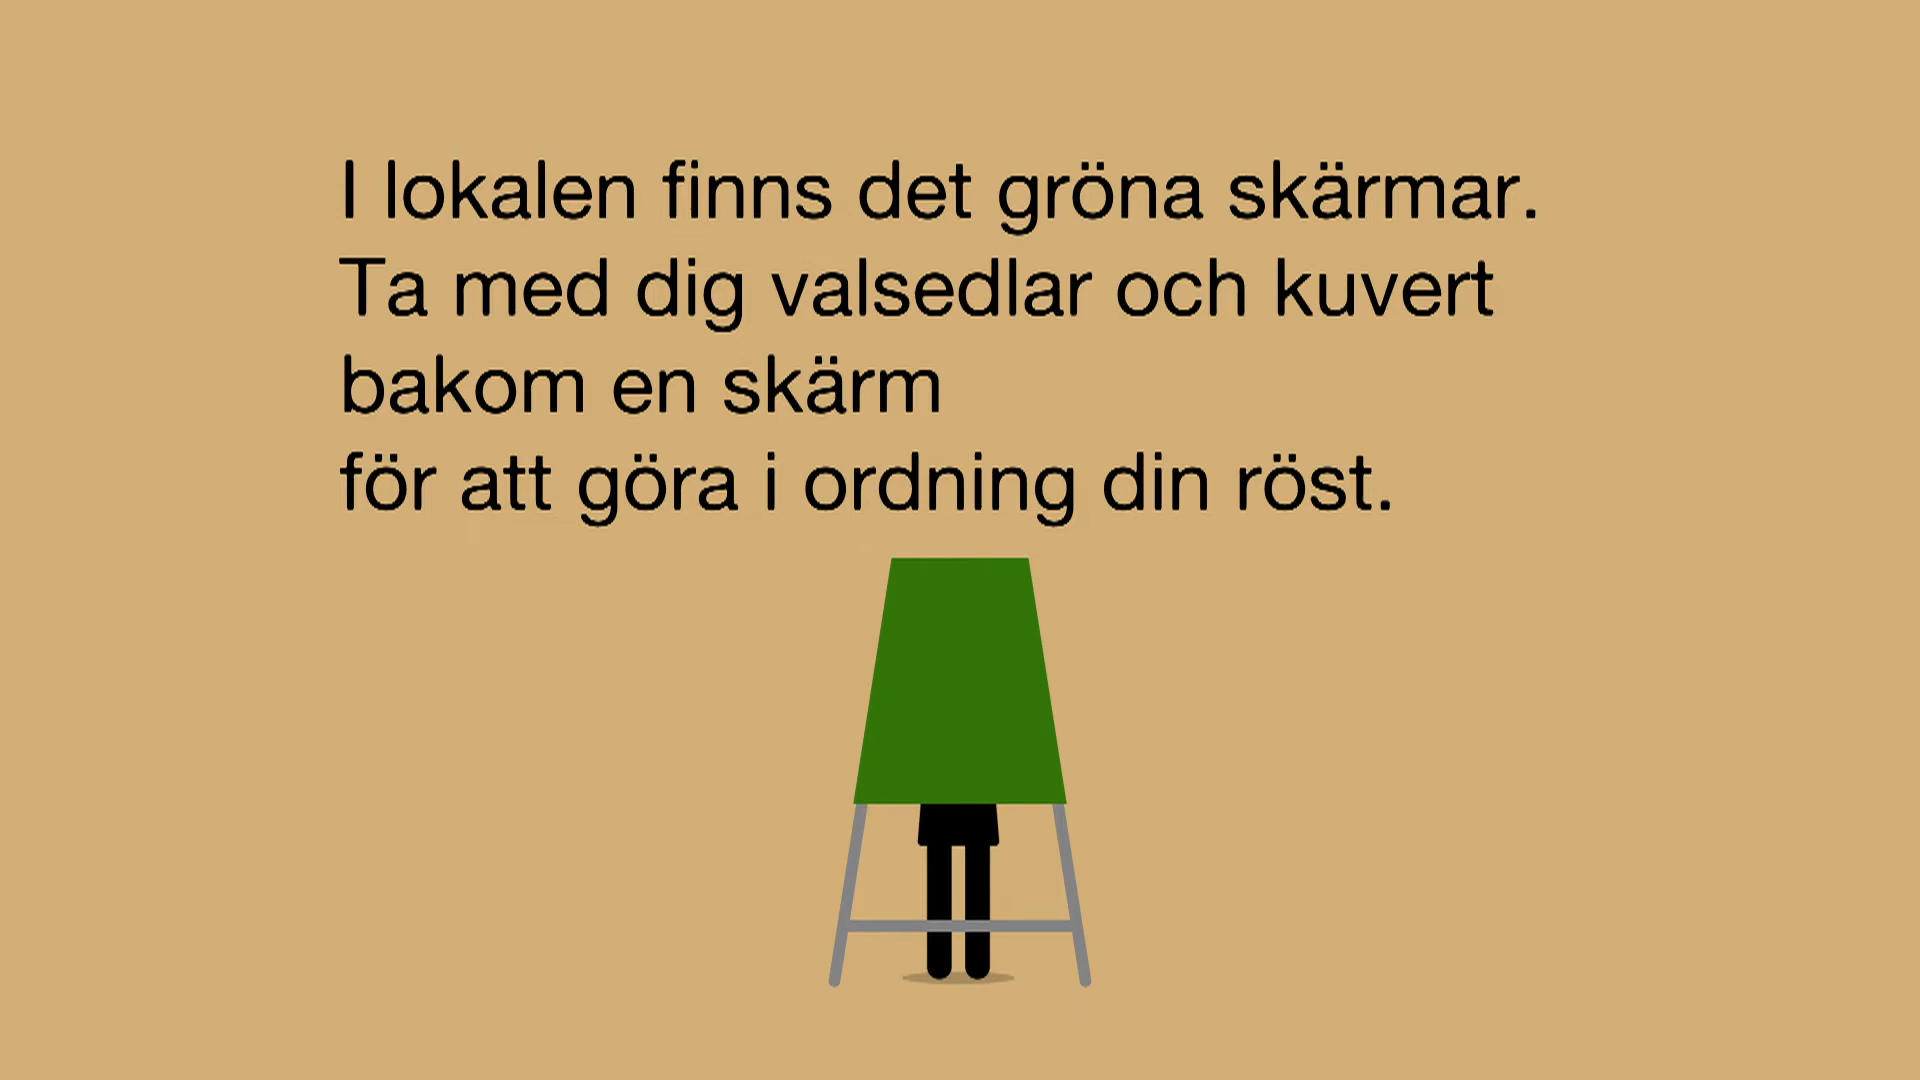 I lokalen finns det gröna skärmar.
Ta med dig valsedlar och kuvert
bakom en skärm
för att göra i ordning din röst.